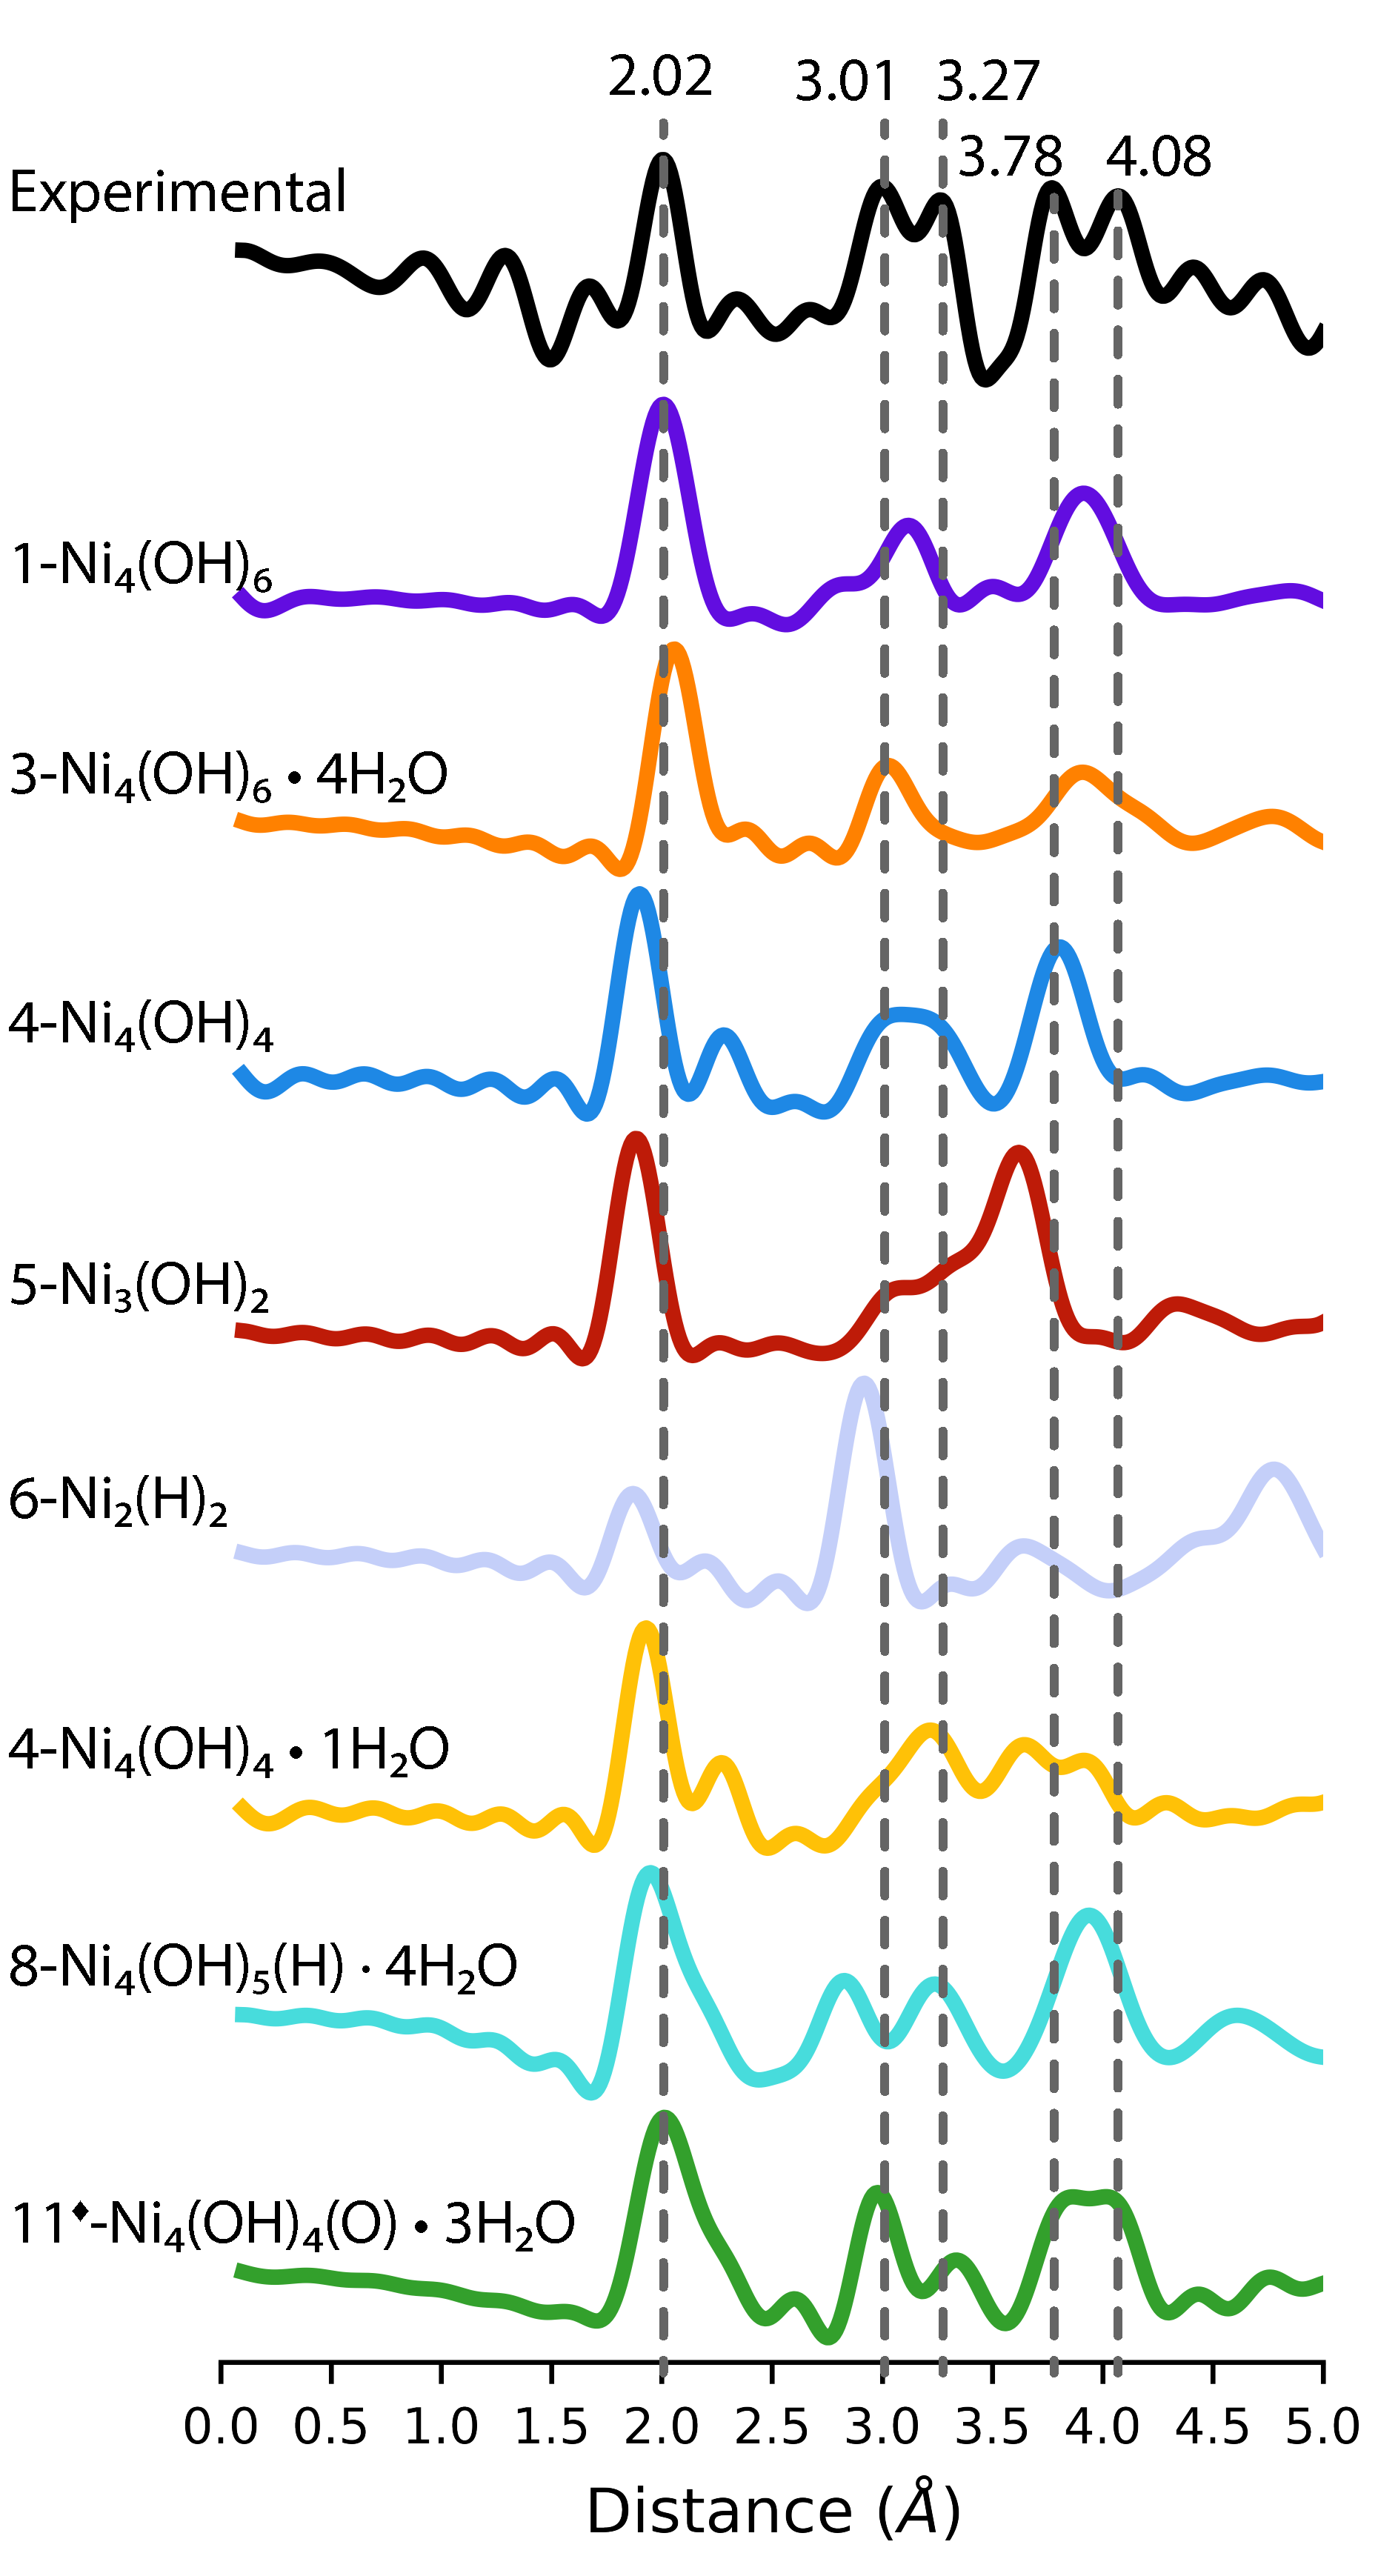 2.02 3.01 3.27
3.78 4.08
Experimental
1-Ni₄(OH)₆
3-Ni₄(OH)₆ • 4H₂O
4-Ni₄(OH)₄
5-Ni₃(OH)₂
6-Ni₂(H)₂
4-Ni₄(OH)₄ • 1H₂O
8-Ni₄(OH)₅(H) · 4H₂O
11♦-Ni₄(OH)₄(O) • 3H₂O
0.0 0.5 1.0 1.5 2.0 2.5 3.0 3.5 4.0 4.5 5.0
Distance (Å)